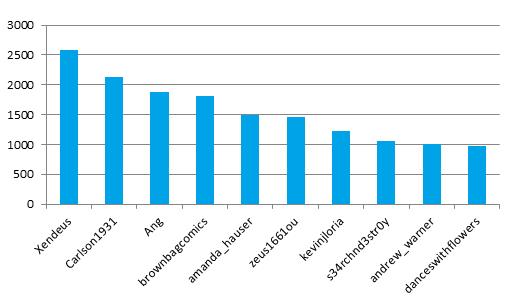 3000
2500
2000
1500
1000
500
0
Xendeus
Carlson1931
Ang
brownbagcomics
amanda_hauser
zeus1661ou
kevinjloria
s34rchnd3str0y
andrew_warner
danceswithflowers